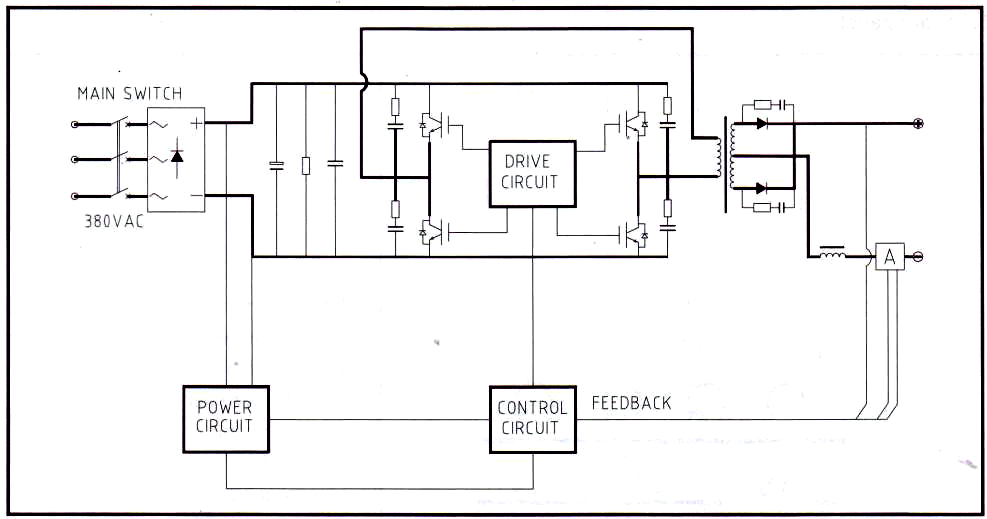 MAIN SWITCH
380VAC
+
−
DRIVE
CIRCUIT
A
POWER
CIRCUIT
CONTROL
CIRCUIT
FEEDBACK